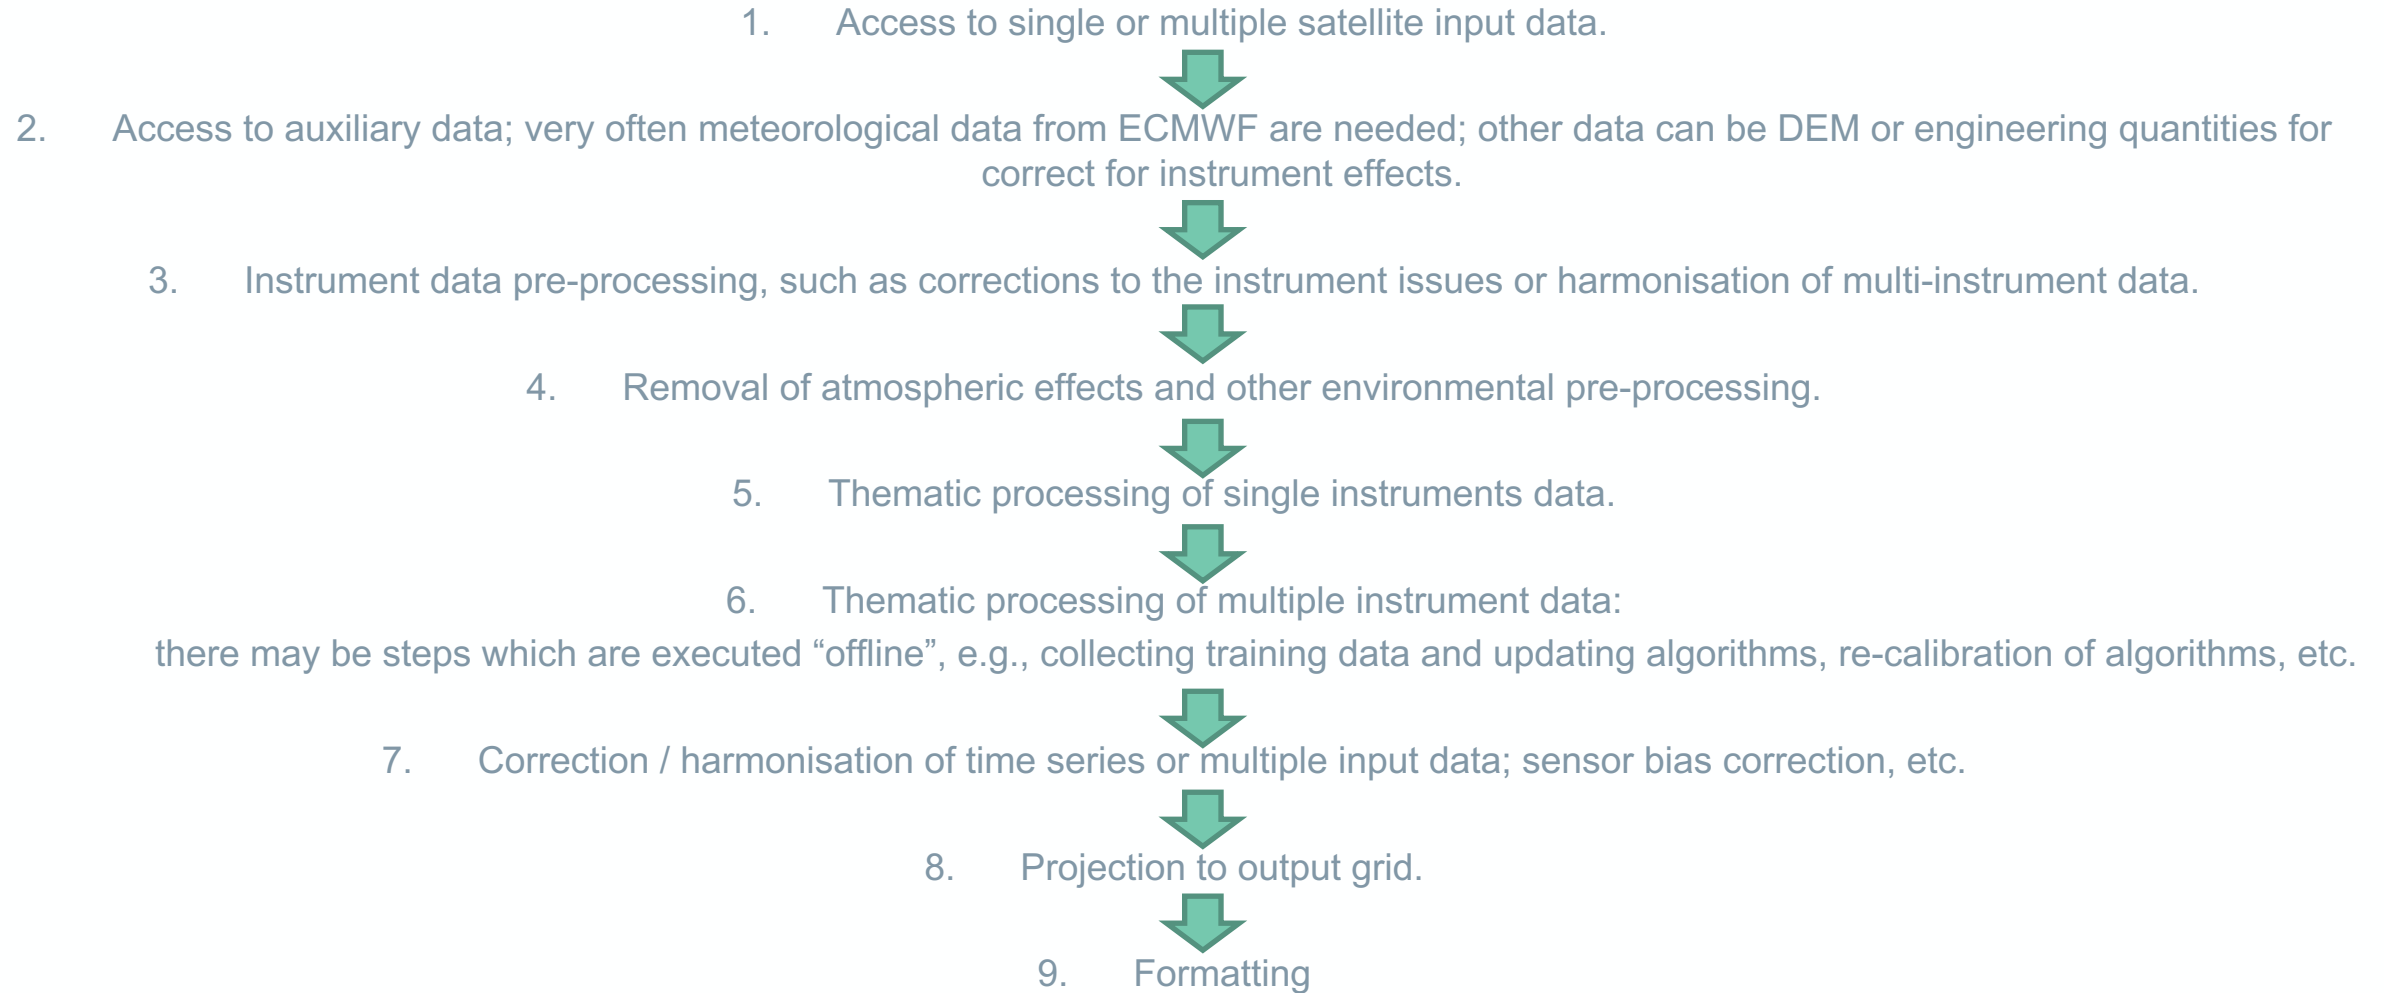 1. Access to single or multiple satellite input data.
2. Access to auxiliary data; very often meteorological data from ECMWF are needed; other data can be DEM or engineering quantities for
correct for instrument effects.
3. Instrument data pre-processing, such as corrections to the instrument issues or harmonisation of multi-instrument data.
4. Removal of atmospheric effects and other environmental pre-processing.
5. Thematic processing of single instruments data.
6. Thematic processing of multiple instrument data:
there may be steps which are executed “offline”, e.g., collecting training data and updating algorithms, re-calibration of algorithms, etc.
7. Correction / harmonisation of time series or multiple input data; sensor bias correction, etc.
8. Projection to output grid.
9. Formatting